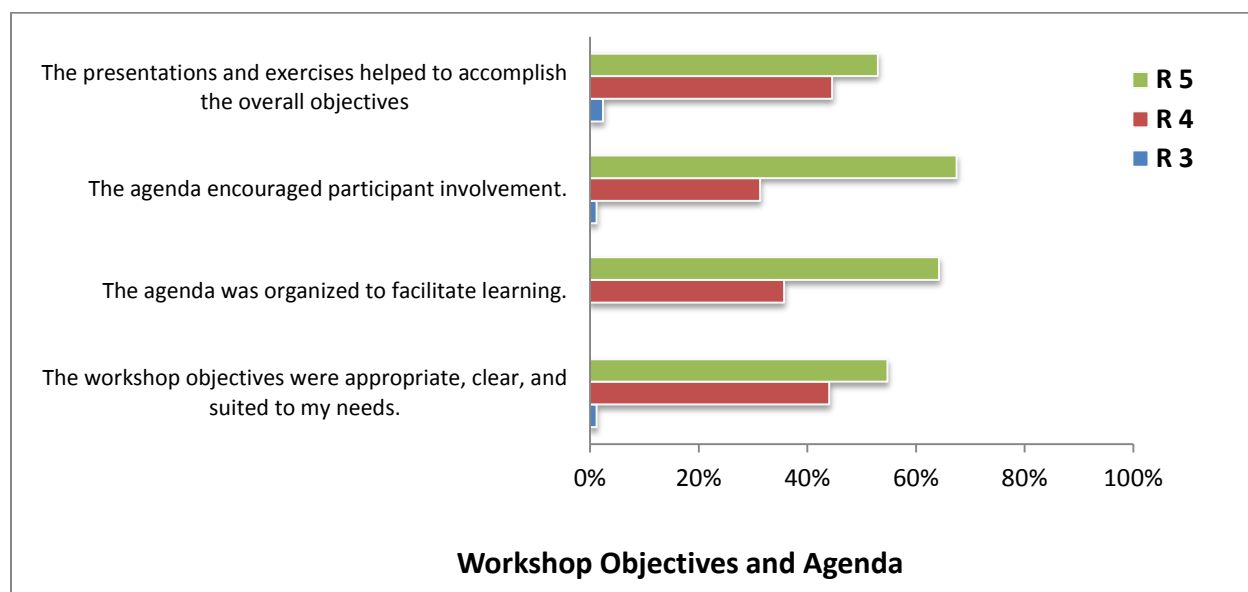 The presentations and exercises helped to accomplish
the overall objectives
The agenda encouraged participant involvement.
The agenda was organized to facilitate learning.
The workshop objectives were appropriate, clear, and
suited to my needs.
R 5
R 4
R 3
0% 20% 40% 60% 80% 100%
Workshop Objectives and Agenda